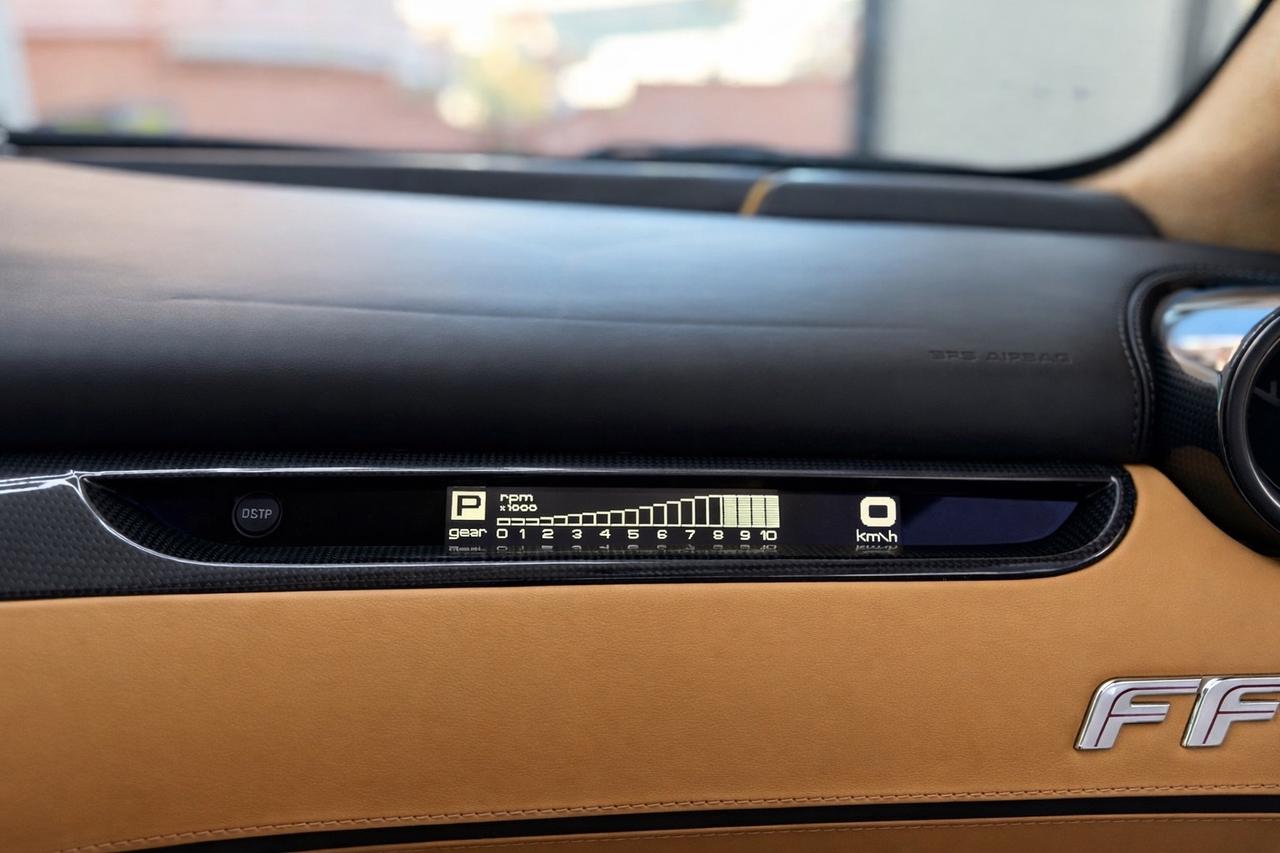 SRS AIRBAG
DSTP
P
gear
rpm
x1000
0 1 2 3 4 5 6 7 8 9 10
0
km\h
FF